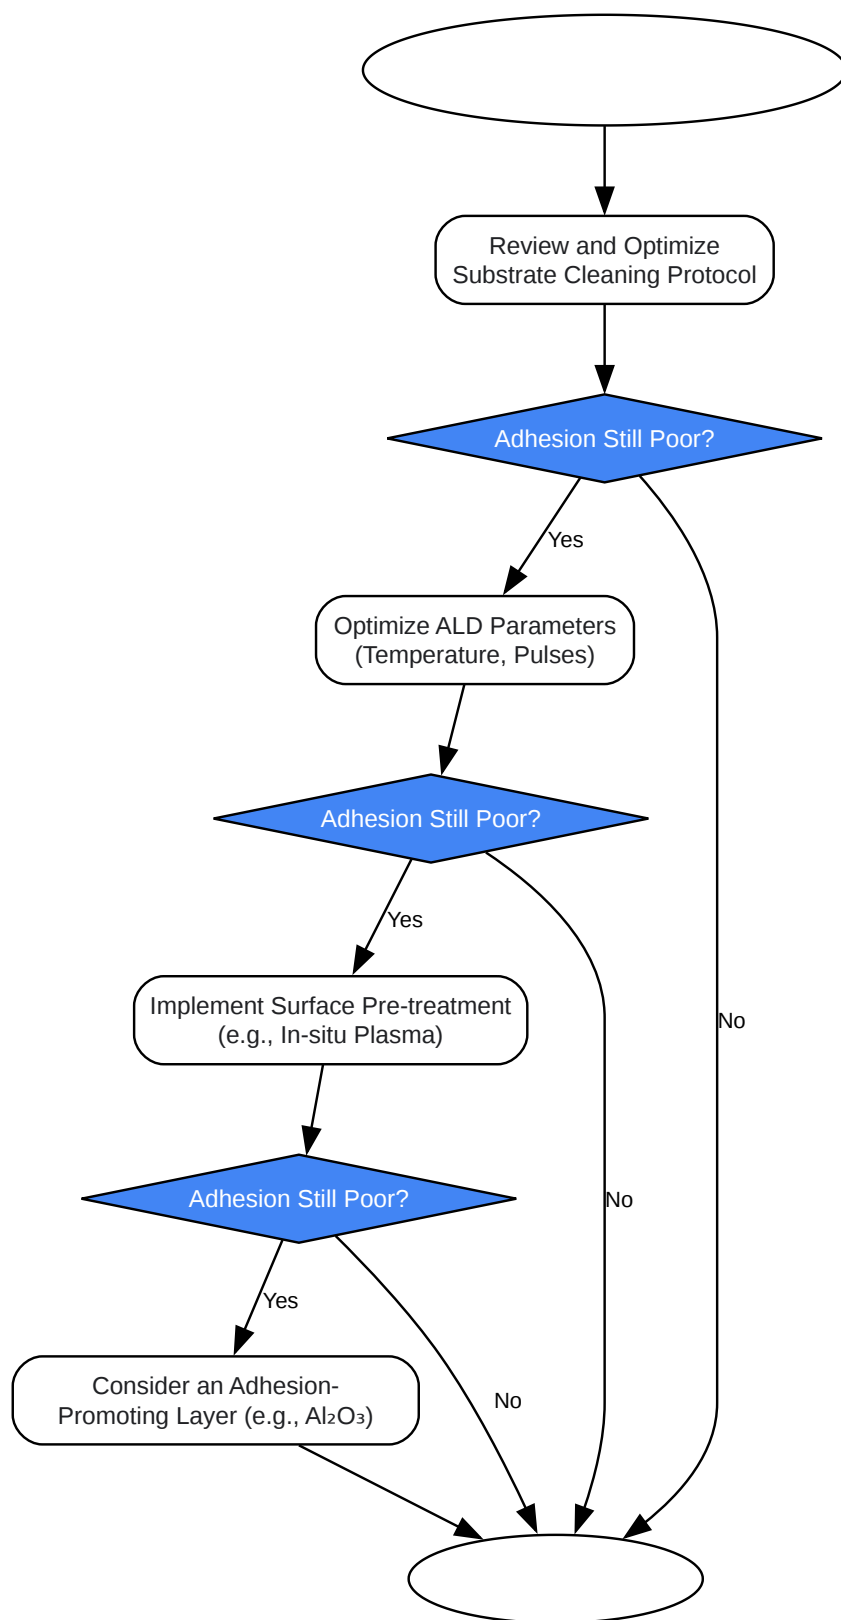 Review and Optimize
Substrate Cleaning Protocol
Adhesion Still Poor?
Yes
Optimize ALD Parameters
(Temperature, Pulses)
Adhesion Still Poor?
Yes
Implement Surface Pre-treatment
(e.g., In-situ Plasma)
No
Adhesion Still Poor?
No
Yes
Consider an Adhesion-
Promoting Layer (e.g., Al₂O₃)
No